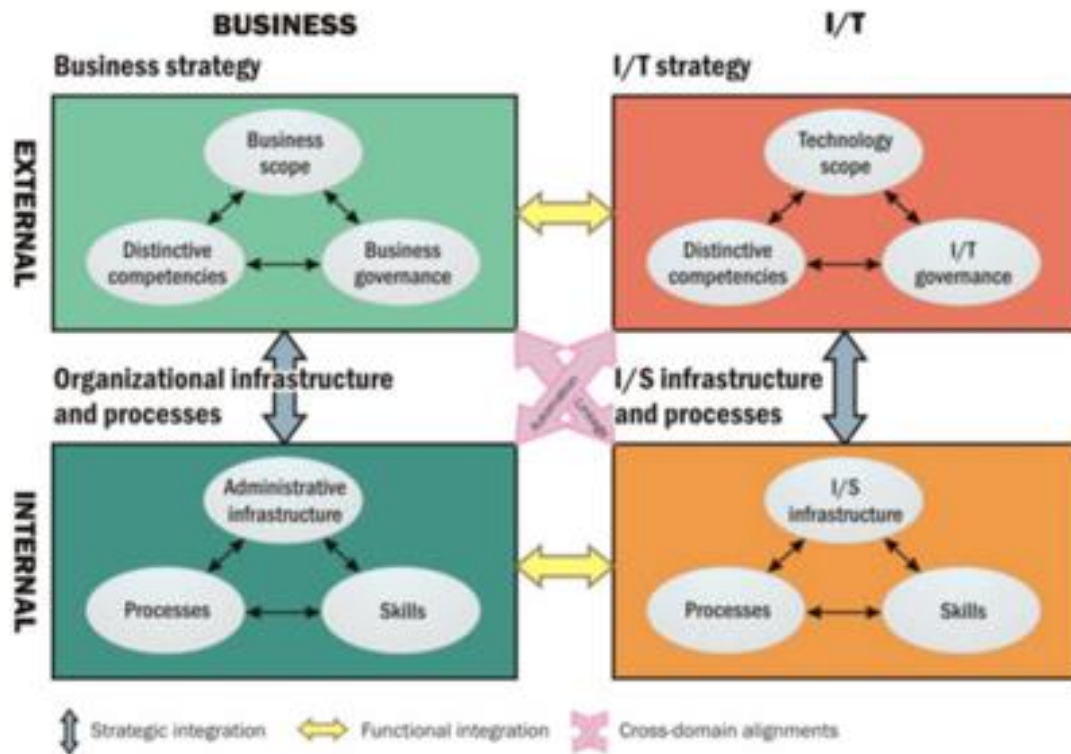 BUSINESS
I/T
Business strategy
I/T strategy
EXTERNAL
Business
scope
Distinctive
competencies
Business
governance
Technology
scope
Distinctive
competencies
I/T
governance
Organizational infrastructure
and processes
Automation
Linkage
I/S infrastructure
and processes
INTERNAL
Administrative
infrastructure
Processes
Skills
I/S
infrastructure
Processes
Skills
Strategic integration
Functional integration
Cross-domain alignments